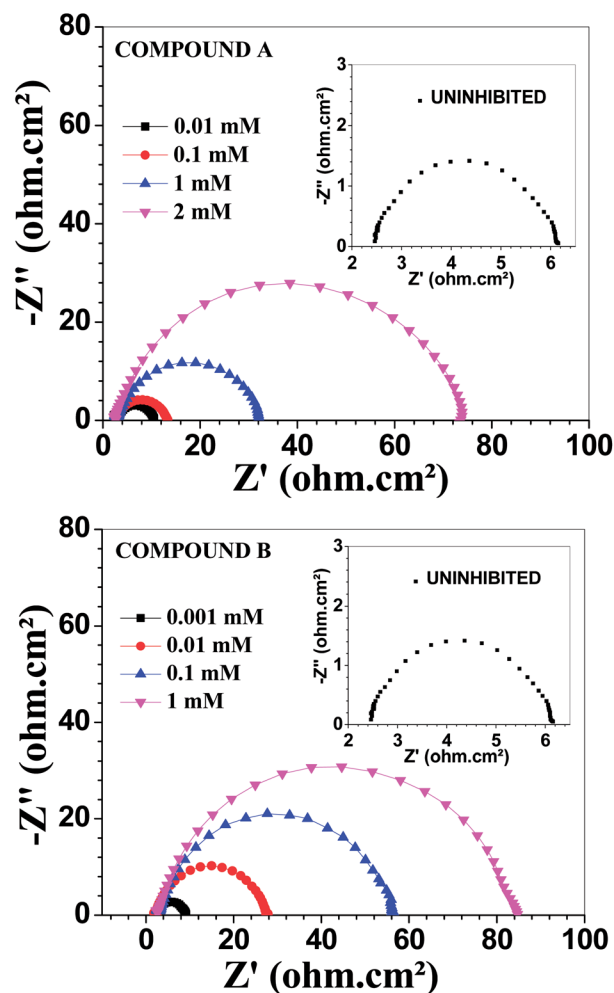 COMPOUND A
0.01 mM
0.1 mM
1 mM
2 mM
80
60
40
20
0
-Z'' (ohm.cm²)
0 20 40 60 80 100
Z' (ohm.cm²)
UNINHIBITED
3
2
1
0
-Z'' (ohm.cm²)
2 3 4 5 6
Z' (ohm.cm²)
COMPOUND B
0.001 mM
0.01 mM
0.1 mM
1 mM
80
60
40
20
0
-Z'' (ohm.cm²)
0 20 40 60 80 100
Z' (ohm.cm²)
UNINHIBITED
3
2
1
0
-Z'' (ohm.cm²)
2 3 4 5 6
Z' (ohm.cm²)